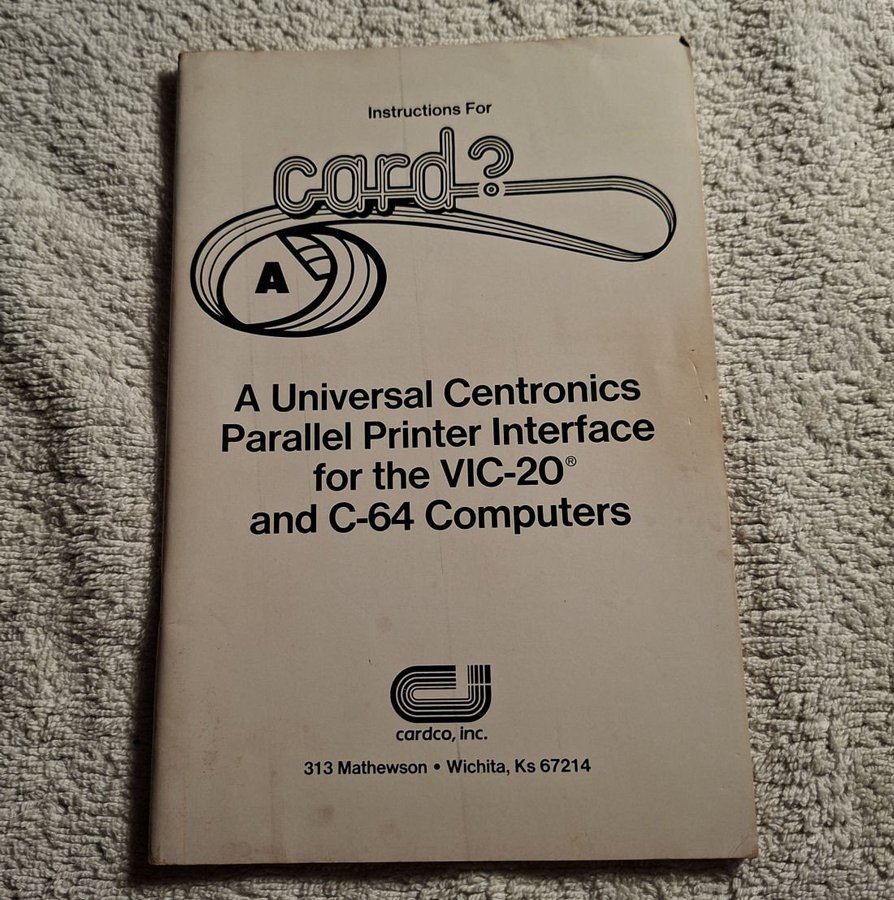 Instructions For
card?
A
A Universal Centronics
Parallel Printer Interface
for the VIC-20®
and C-64 Computers
cardco, inc.
313 Mathewson • Wichita, Ks 67214